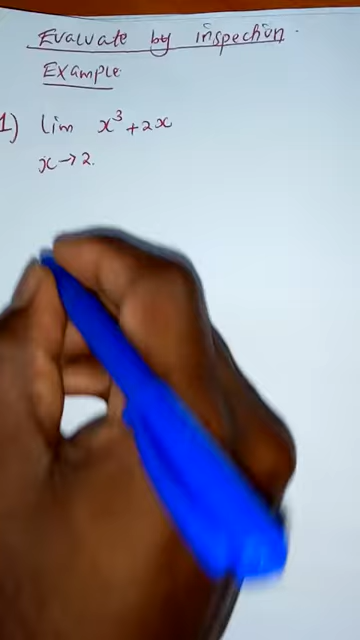 Evaluate by inspection.
Example
1) lim x³ + 2x
x → 2.